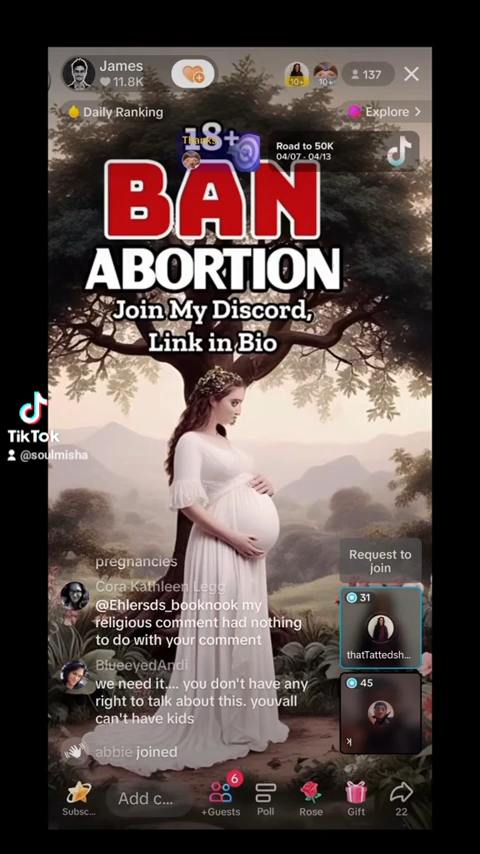 James
11.8K
10+
10+
137
Daily Ranking
Explore >
18+
Thanks
Road to 50K
04/07 - 04/13
BAN
ABORTION
Join My Discord,
Link in Bio
TikTok
@soulmisha
pregnancies
Request to
join
Cora Kathleen Legg
@Ehlersds_booknook my
religious comment had nothing
to do with your comment
31
thatTattedsh...
BlueeyedAndi
we need it.... you don't have any
right to talk about this. youvall
can't have kids
45
abbie joined
Subsc...
Add c...
6
+Guests
Poll
Rose
Gift
22